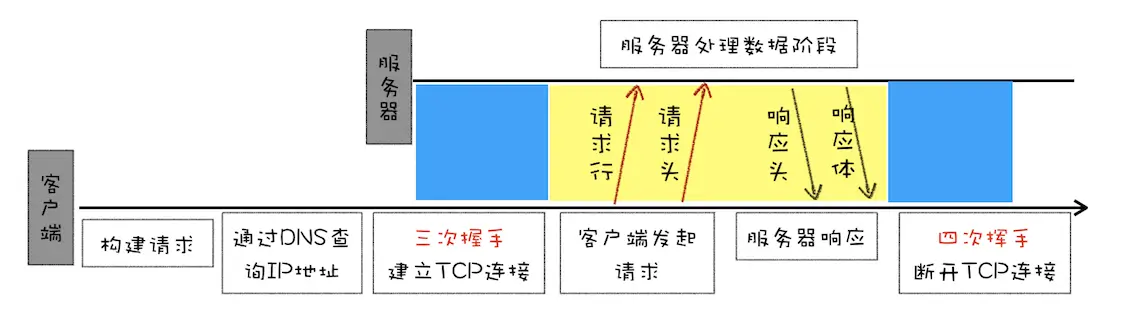 服务器处理数据阶段
服务器
请求行
请求头
响应头
响应体
客户端
构建请求
通过DNS查
询IP地址
三次握手
建立TCP连接
客户端发起
请求
服务器响应
四次挥手
断开TCP连接